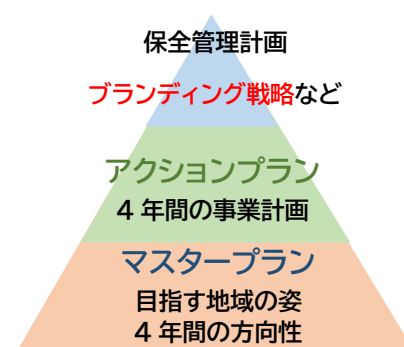 保全管理計画
ブランディング戦略など
アクションプラン
4 年間の事業計画
マスタープラン
目指す地域の姿
4 年間の方向性